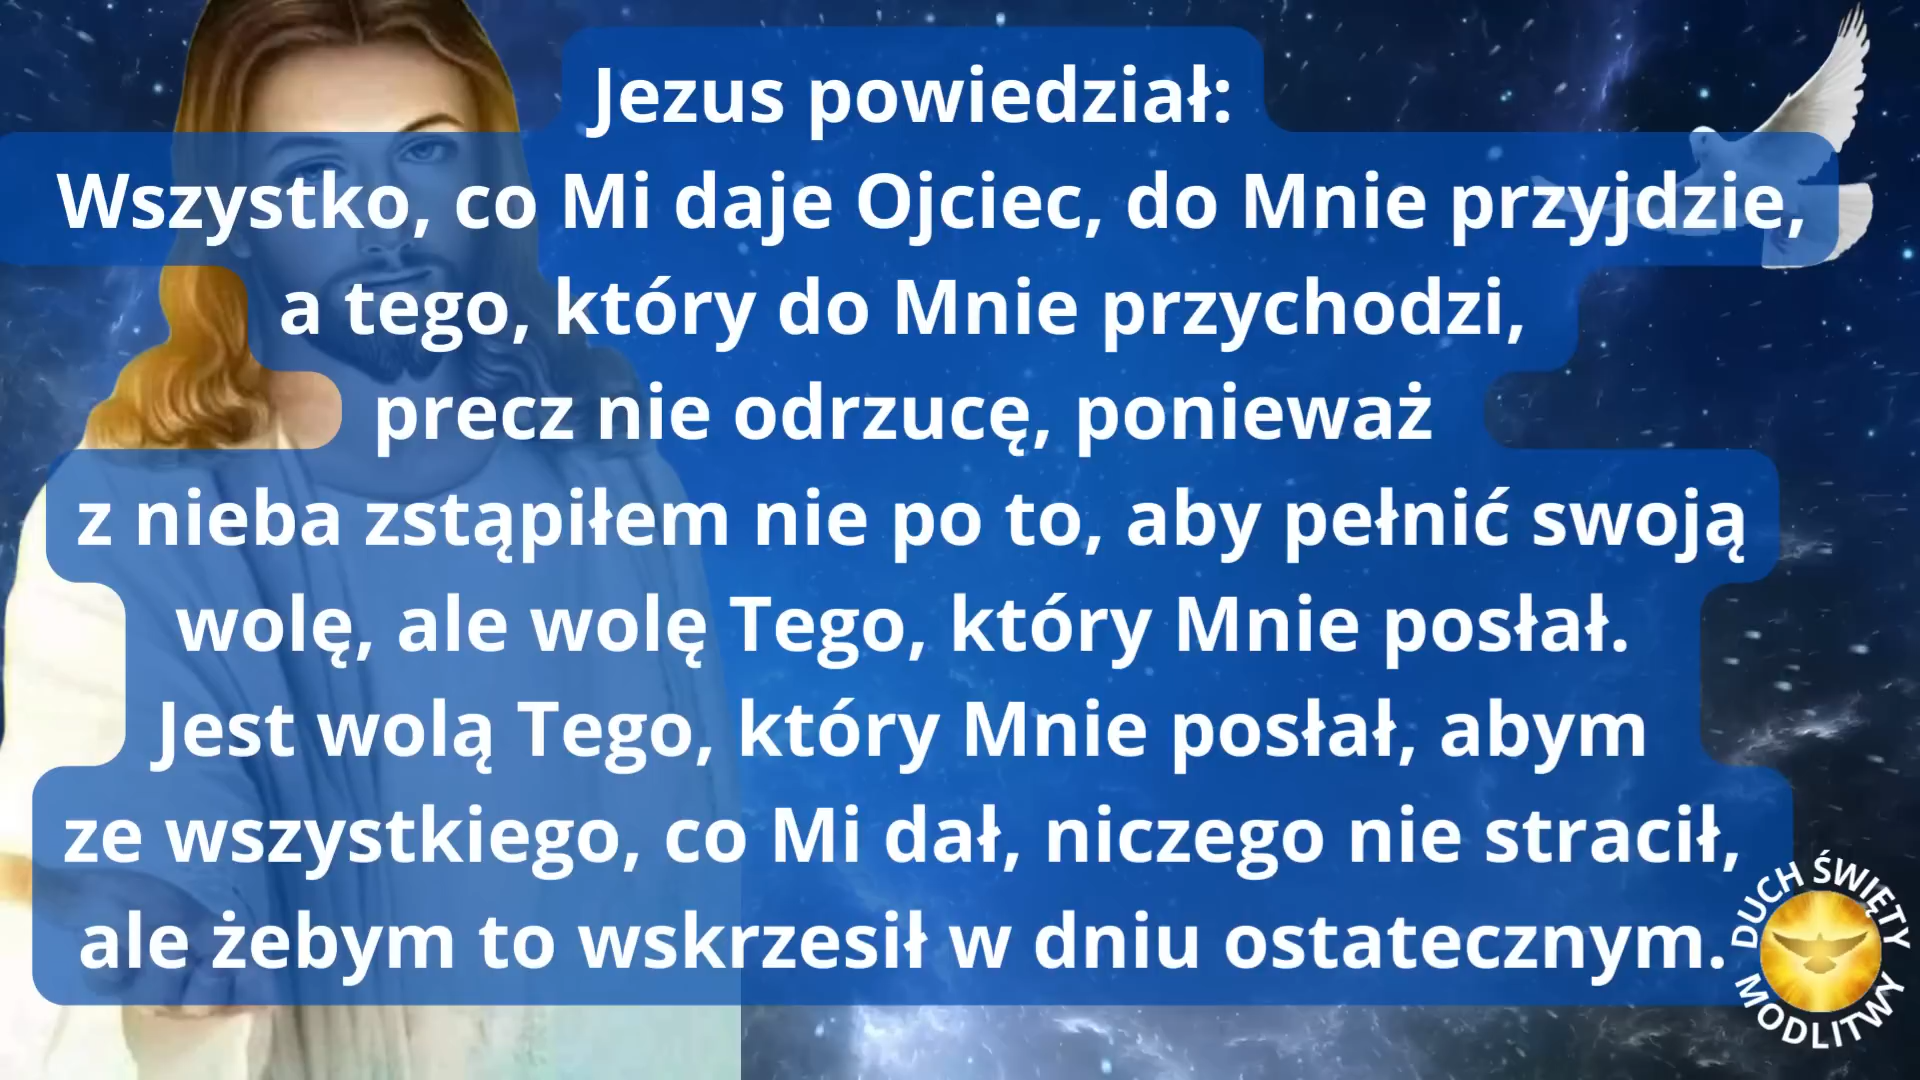 Jezus powiedział:
Wszystko, co Mi daje Ojciec, do Mnie przyjdzie,
a tego, który do Mnie przychodzi,
precz nie odrzucę, ponieważ
z nieba zstąpiłem nie po to, aby pełnić swoją
wolę, ale wolę Tego, który Mnie posłał.
Jest wolą Tego, który Mnie posłał, abym
ze wszystkiego, co Mi dał, niczego nie stracił,
ale żebym to wskrzesił w dniu ostatecznym.
DUCH ŚWIĘTY
MODLITWY